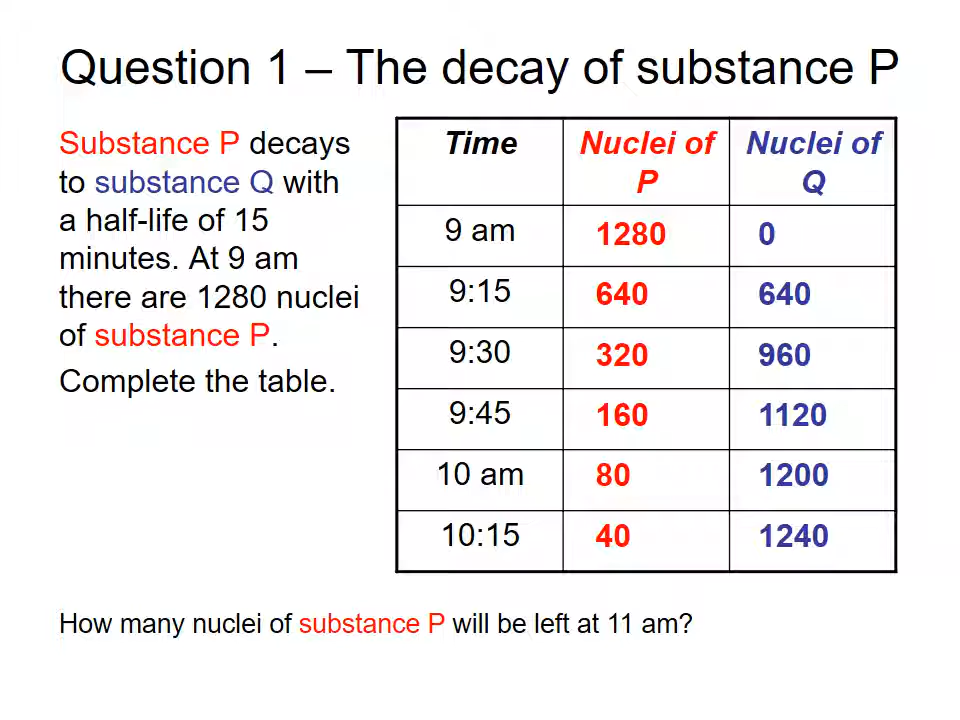 Question 1 – The decay of substance P
Substance P decays
to substance Q with
a half-life of 15
minutes. At 9 am
there are 1280 nuclei
of substance P.
Complete the table.
Time Nuclei of P Nuclei of Q
9 am 1280 0
9:15 640 640
9:30 320 960
9:45 160 1120
10 am 80 1200
10:15 40 1240
How many nuclei of substance P will be left at 11 am?